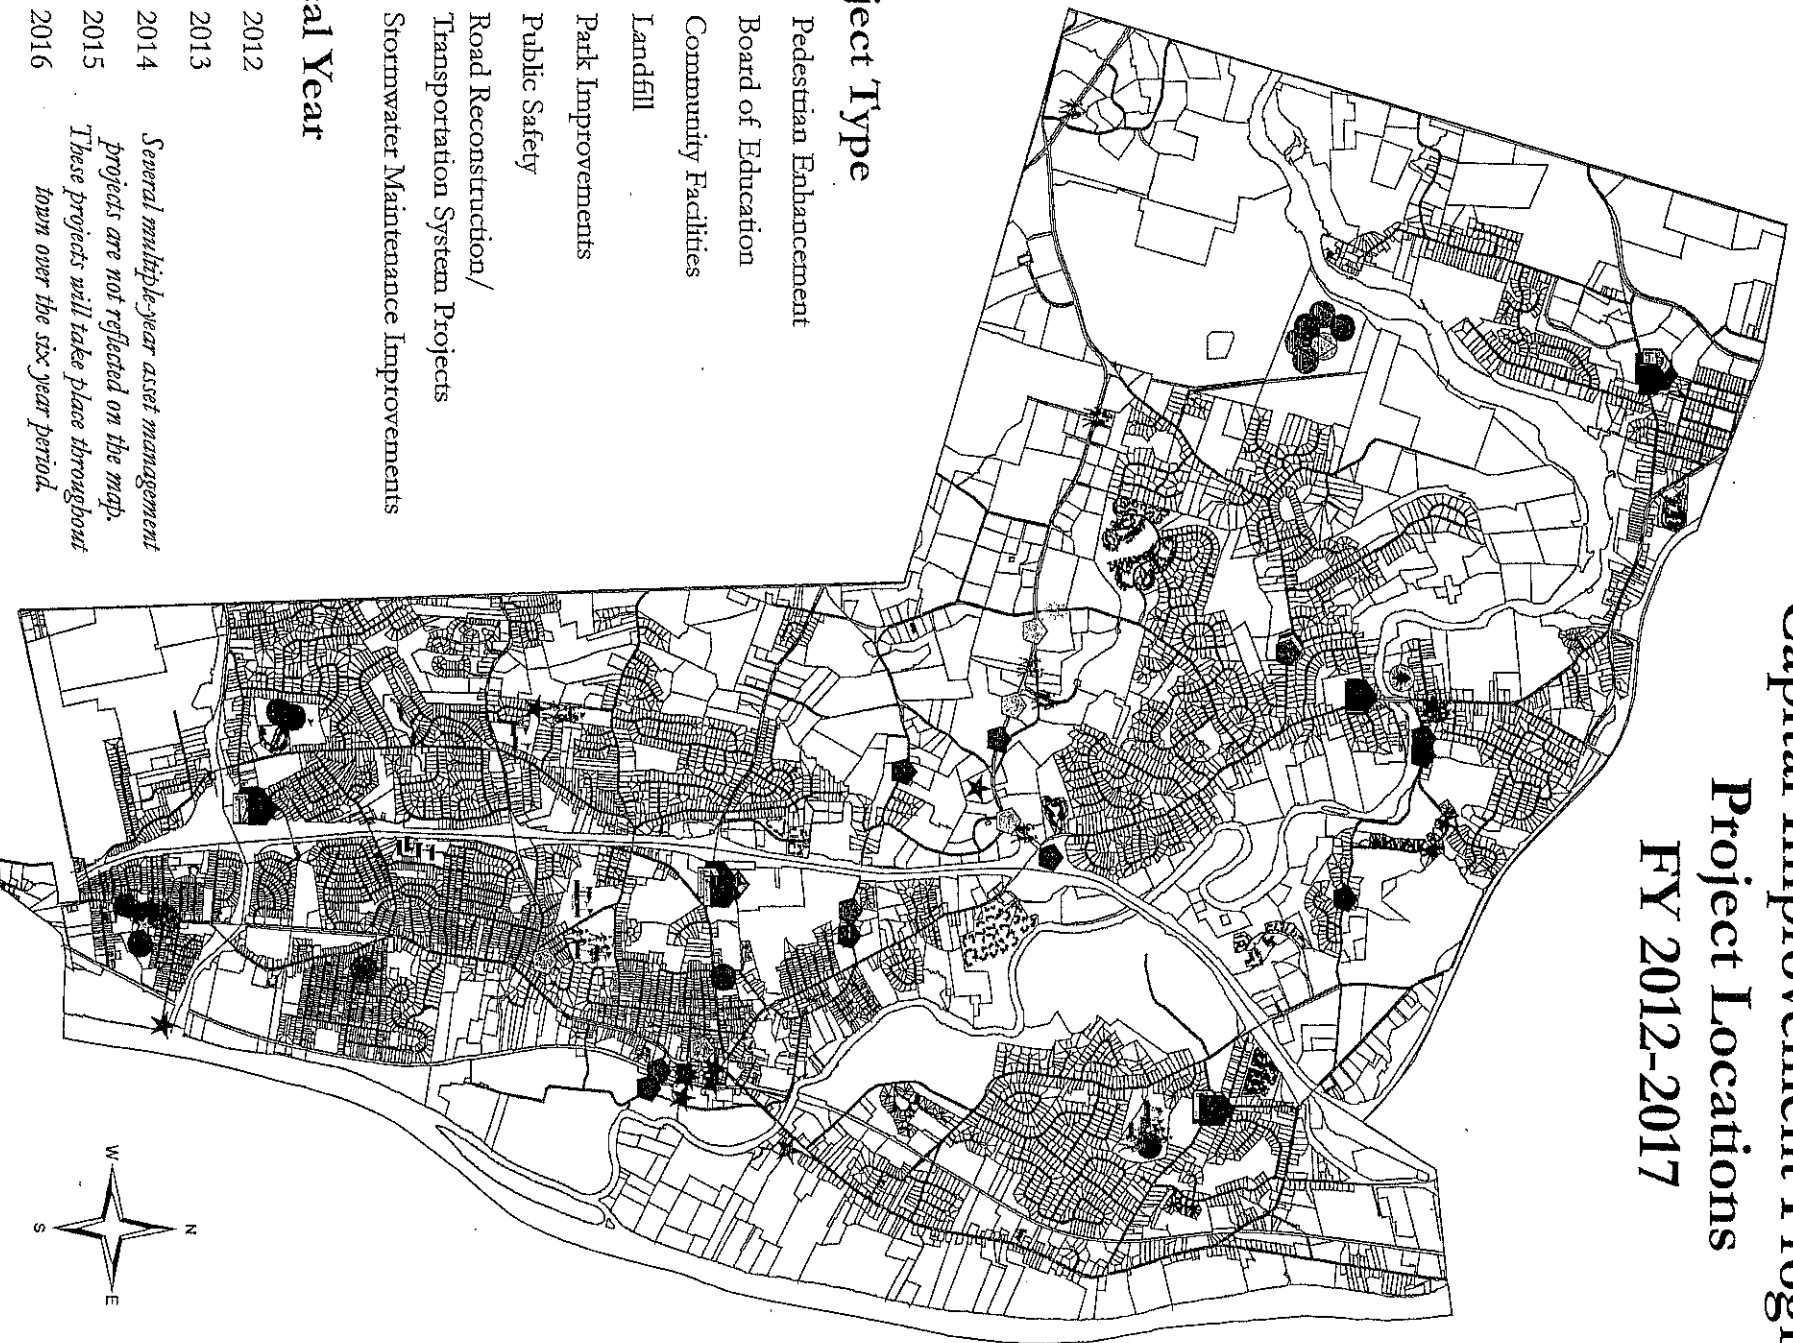 Capital Improvement Progr
Project Locations
FY 2012-2017
ject Type
Pedestrian Enhancement
Board of Education
Community Facilities
Landfill
Park Improvements
Public Safety
Road Reconstruction/
Transportation System Projects
Stormwater Maintenance Improvements
al Year
2012
2013
2014
2015
2016
Several multiple-year asset management
projects are not reflected on the map.
These projects will take place throughout
town over the six year period.
N
W
E
S